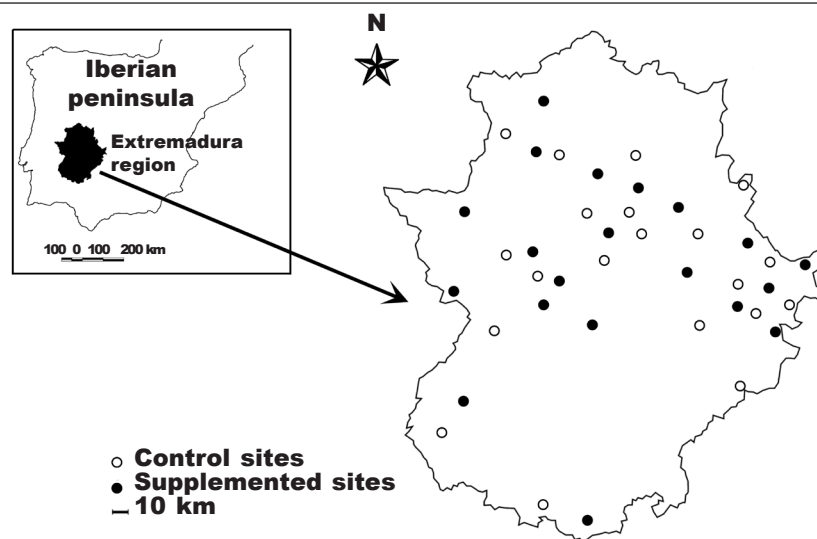 N
Iberian
peninsula
Extremadura
region
100 0 100 200 km
Control sites
Supplemented sites
10 km